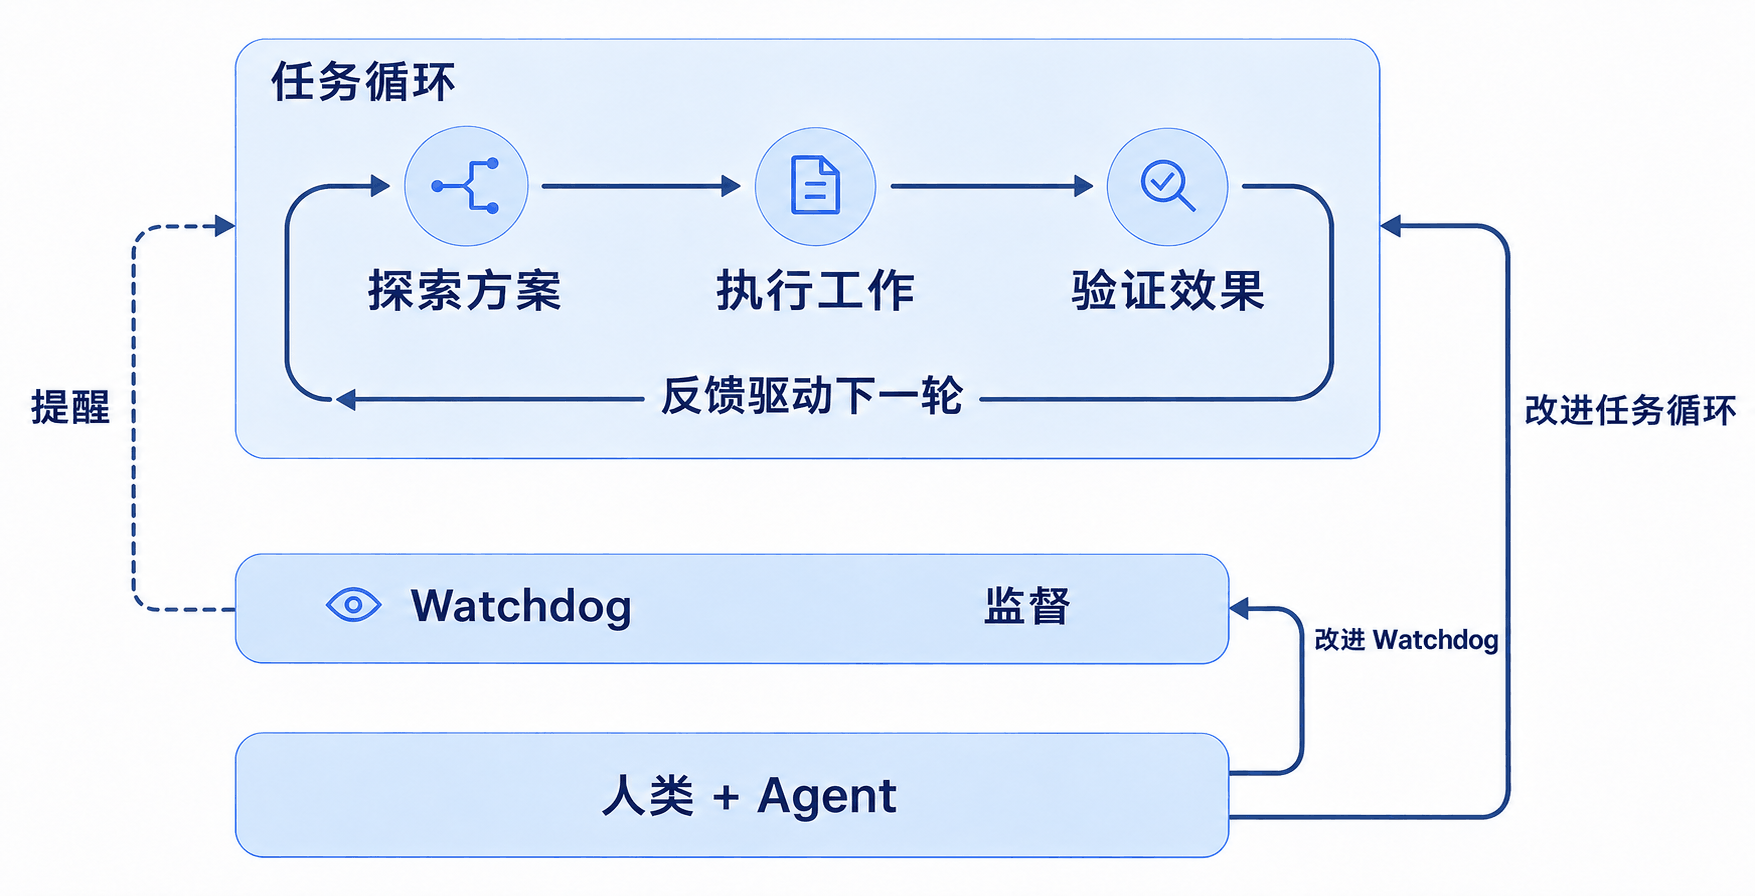 任务循环
探索方案
执行工作
验证效果
反馈驱动下一轮
提醒
改进任务循环
Watchdog
监督
改进 Watchdog
人类 + Agent